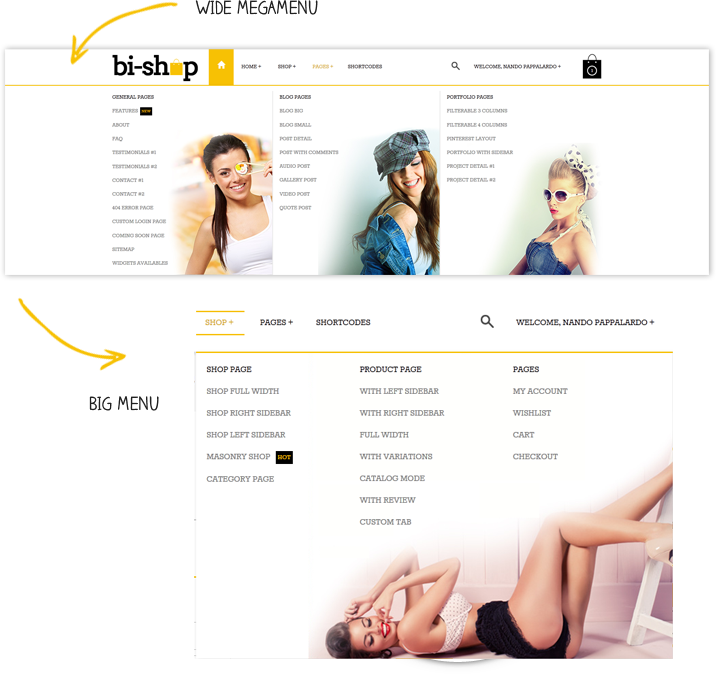 WIDE MEGAMENU
bi-shop
HOME + SHOP + PAGES + SHORTCODES WELCOME, NANDO PAPPALARDO +
GENERAL PAGES
FEATURES NEW
ABOUT
FAQ
TESTIMONIALS #1
TESTIMONIALS #2
CONTACT #1
CONTACT #2
404 ERROR PAGE
CUSTOM LOGIN PAGE
COMING SOON PAGE
SITEMAP
WIDGETS AVAILABLES
BLOG PAGES
BLOG BIG
BLOG SMALL
POST DETAIL
POST WITH COMMENTS
AUDIO POST
GALLERY POST
VIDEO POST
QUOTE POST
PORTFOLIO PAGES
FILTERABLE 3 COLUMNS
FILTERABLE 4 COLUMNS
PINTEREST LAYOUT
PORTFOLIO WITH SIDEBAR
PROJECT DETAIL #1
PROJECT DETAIL #2
BIG MENU
SHOP + PAGES + SHORTCODES WELCOME, NANDO PAPPALARDO +
SHOP PAGE
SHOP FULL WIDTH
SHOP RIGHT SIDEBAR
SHOP LEFT SIDEBAR
MASONRY SHOP HOT
CATEGORY PAGE
PRODUCT PAGE
WITH LEFT SIDEBAR
WITH RIGHT SIDEBAR
FULL WIDTH
WITH VARIATIONS
CATALOG MODE
WITH REVIEW
CUSTOM TAB
PAGES
MY ACCOUNT
WISHLIST
CART
CHECKOUT